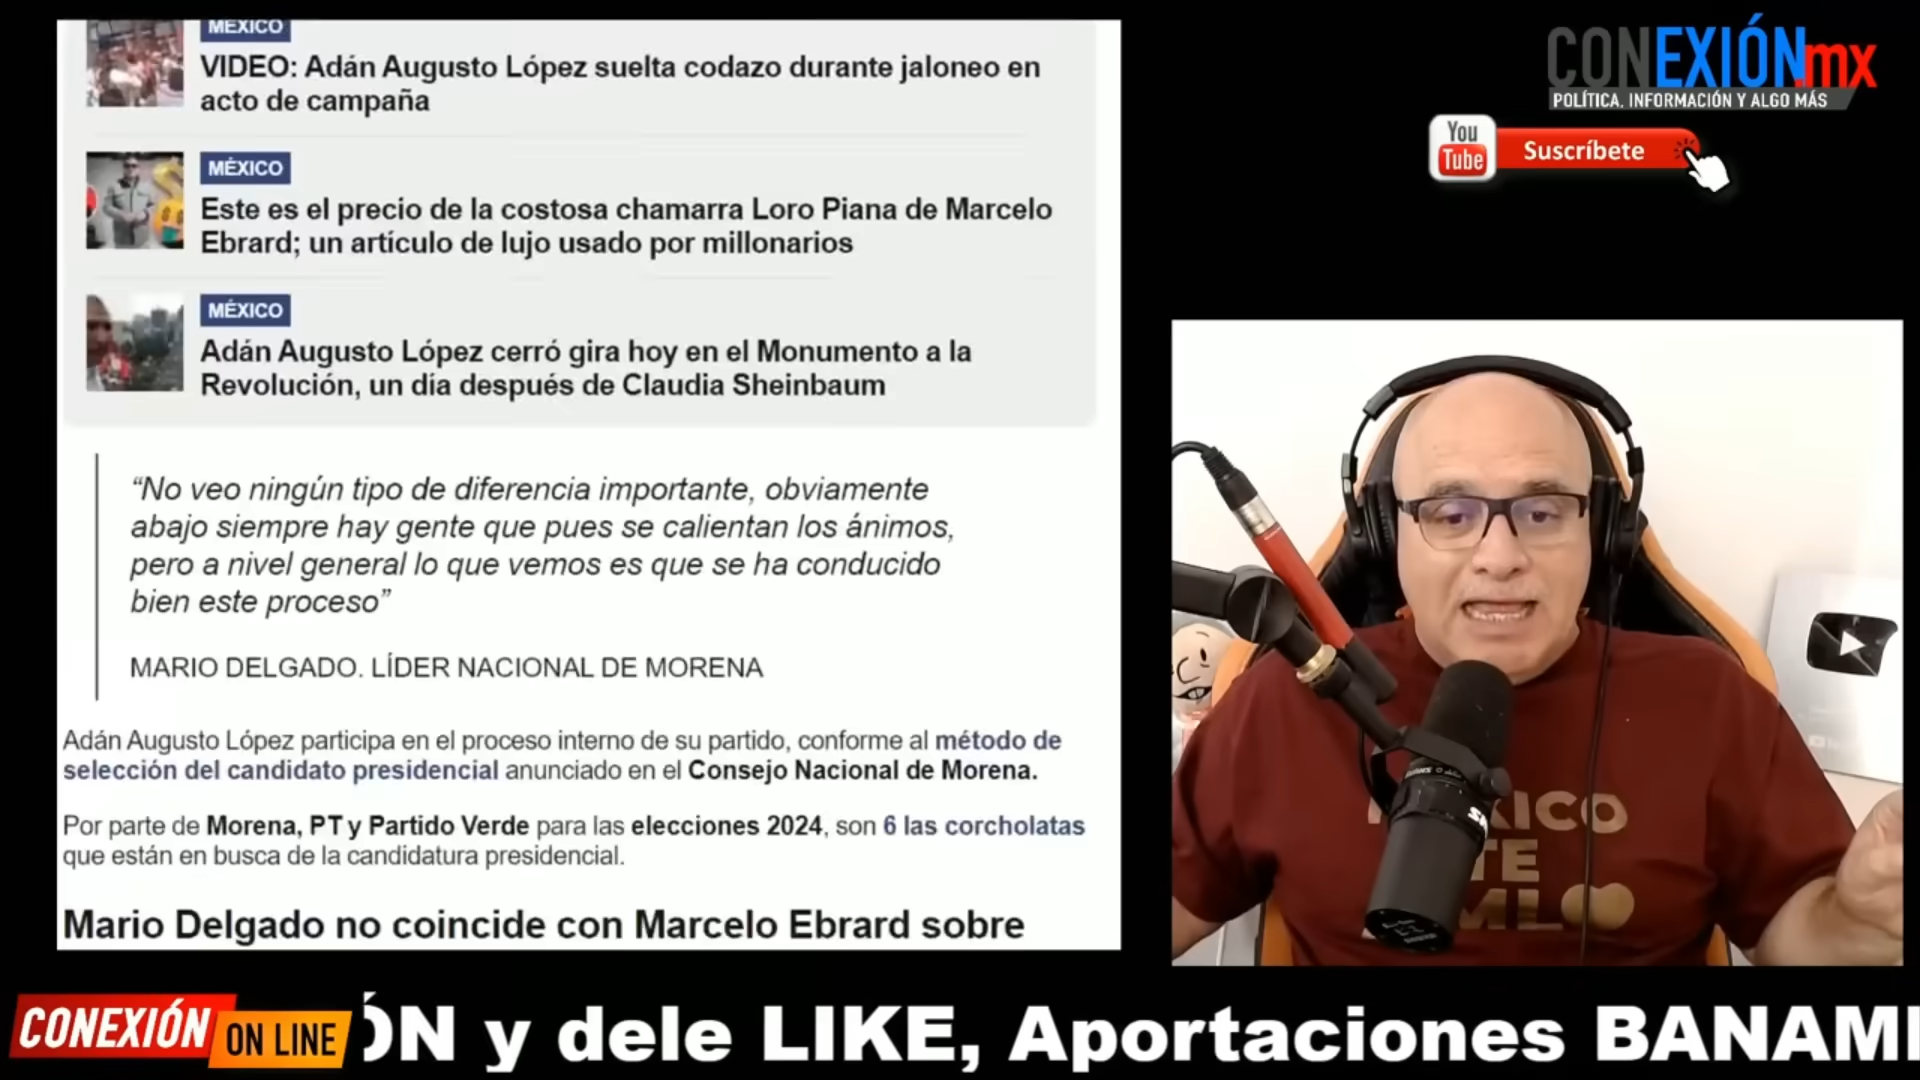 MÉXICO
VIDEO: Adán Augusto López suelta codazo durante jaloneo en
acto de campaña
MÉXICO
Este es el precio de la costosa chamarra Loro Piana de Marcelo
Ebrard; un artículo de lujo usado por millonarios
MÉXICO
Adán Augusto López cerró gira hoy en el Monumento a la
Revolución, un día después de Claudia Sheinbaum
“No veo ningún tipo de diferencia importante, obviamente
abajo siempre hay gente que pues se calientan los ánimos,
pero a nivel general lo que vemos es que se ha conducido
bien este proceso”
MARIO DELGADO. LÍDER NACIONAL DE MORENA
Adán Augusto López participa en el proceso interno de su partido, conforme al método de
selección del candidato presidencial anunciado en el Consejo Nacional de Morena.
Por parte de Morena, PT y Partido Verde para las elecciones 2024, son 6 las corcholatas
que están en busca de la candidatura presidencial.
Mario Delgado no coincide con Marcelo Ebrard sobre
CONEXIÓN.mx
POLÍTICA. INFORMACIÓN Y ALGO MÁS
You
Tube
Suscríbete
CONEXIÓN
ON LINE
ÓN y dele LIKE, Aportaciones BANAM